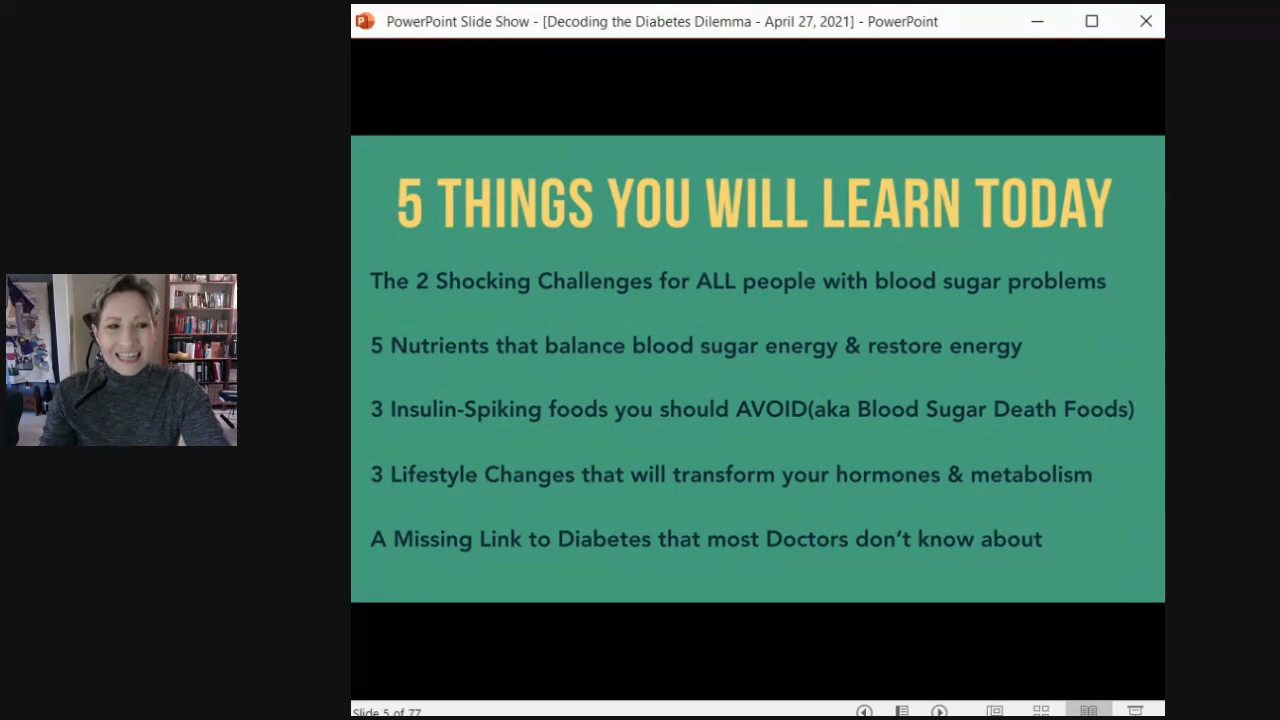 PowerPoint Slide Show - [Decoding the Diabetes Dilemma - April 27, 2021] - PowerPoint
5 THINGS YOU WILL LEARN TODAY
The 2 Shocking Challenges for ALL people with blood sugar problems
5 Nutrients that balance blood sugar energy & restore energy
3 Insulin-Spiking foods you should AVOID(aka Blood Sugar Death Foods)
3 Lifestyle Changes that will transform your hormones & metabolism
A Missing Link to Diabetes that most Doctors don’t know about
Slide 5 of 77